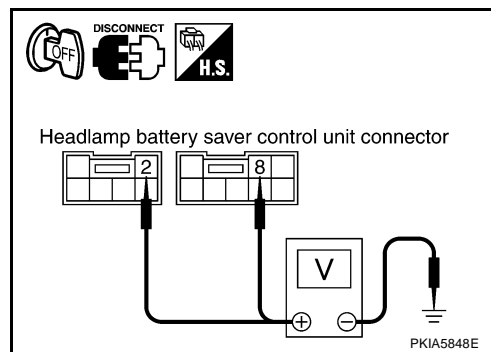 OFF
DISCONNECT
H.S.
Headlamp battery saver control unit connector
2
8
V
+ −
PKIA5848E